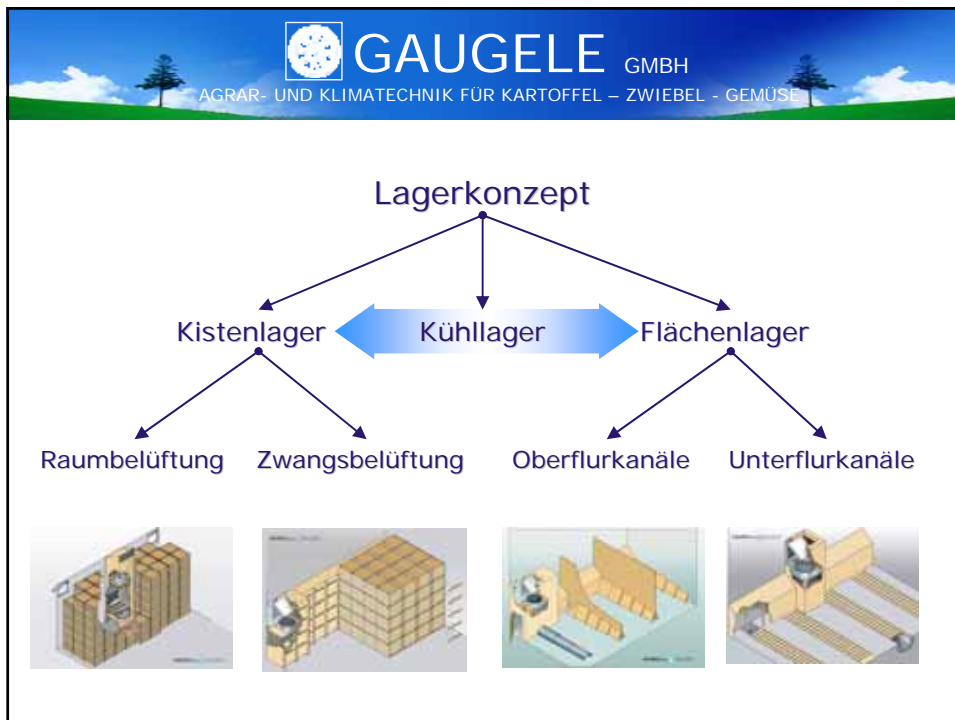 GAUGELE GMBH
AGRAR- UND KLIMATECHNIK FÜR KARTOFFEL – ZWIEBEL - GEMÜSE
Lagerkonzept
Kistenlager Kühllager Flächenlager
Raumbelüftung Zwangsbelüftung Oberflurkanäle Unterflurkanäle